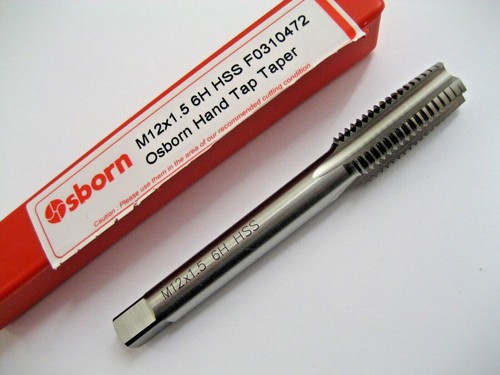 Osborn
M12x1.5 6H HSS F0310472
Osborn Hand Tap Taper
Caution : Please use them in the area of our recommended cutting condition
M12x1.5 6H HSS